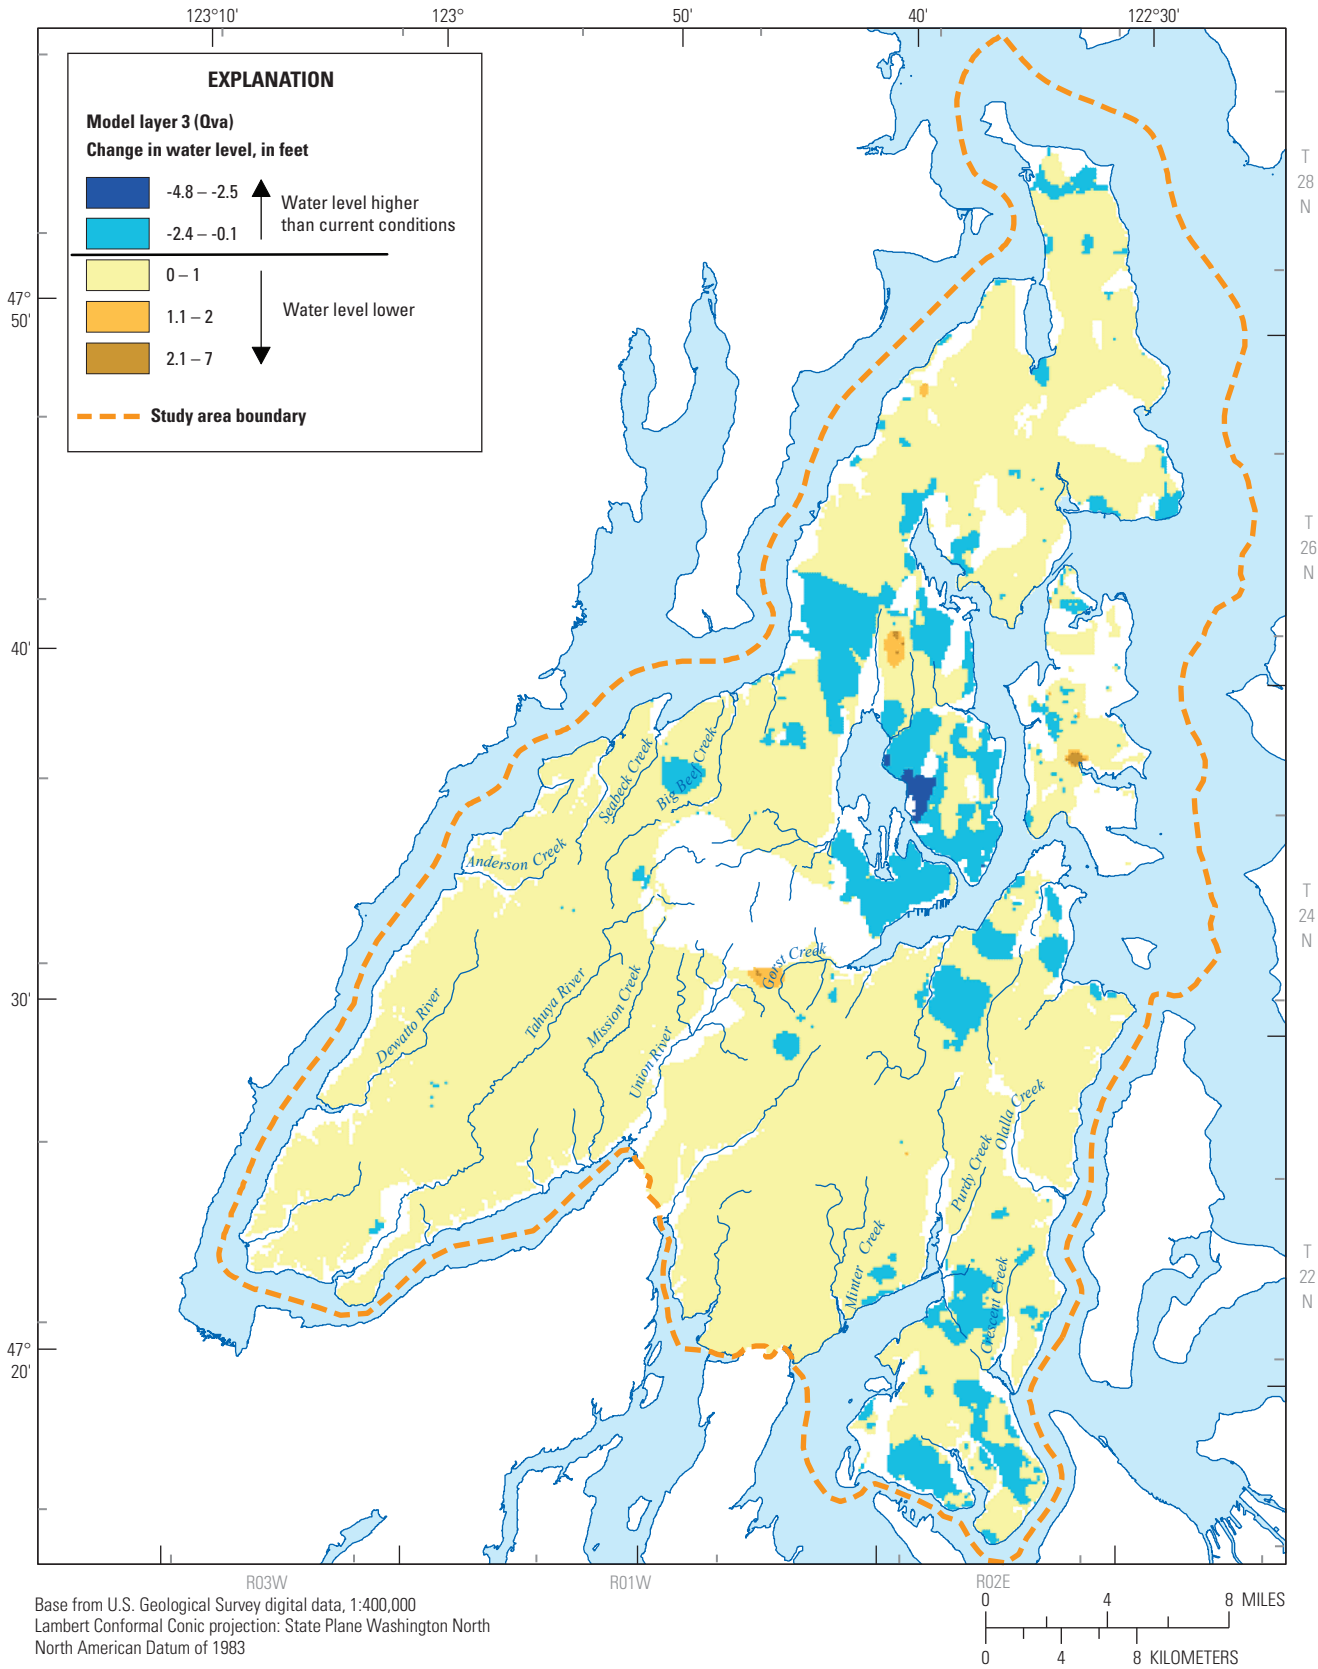 123°10'
123°
50'
40'
122°30'
EXPLANATION
Model layer 3 (Qva)
Change in water level, in feet
-4.8 – -2.5
-2.4 – -0.1
Water level higher
than current conditions
0 – 1
1.1 – 2
2.1 – 7
Water level lower
Study area boundary
T
28
N
47°
50'
T
26
N
40'
Seabeck Creek
Big Beef Creek
Anderson Creek
T
24
N
Gorst Creek
30'
Dewatto River
Tahuya River
Mission Creek
Union River
Olalla Creek
Purdy Creek
Minter Creek
Crescent Creek
T
22
N
47°
20'
R03W
R01W
R02E
Base from U.S. Geological Survey digital data, 1:400,000
Lambert Conformal Conic projection: State Plane Washington North
North American Datum of 1983
0 4 8 MILES
0 4 8 KILOMETERS